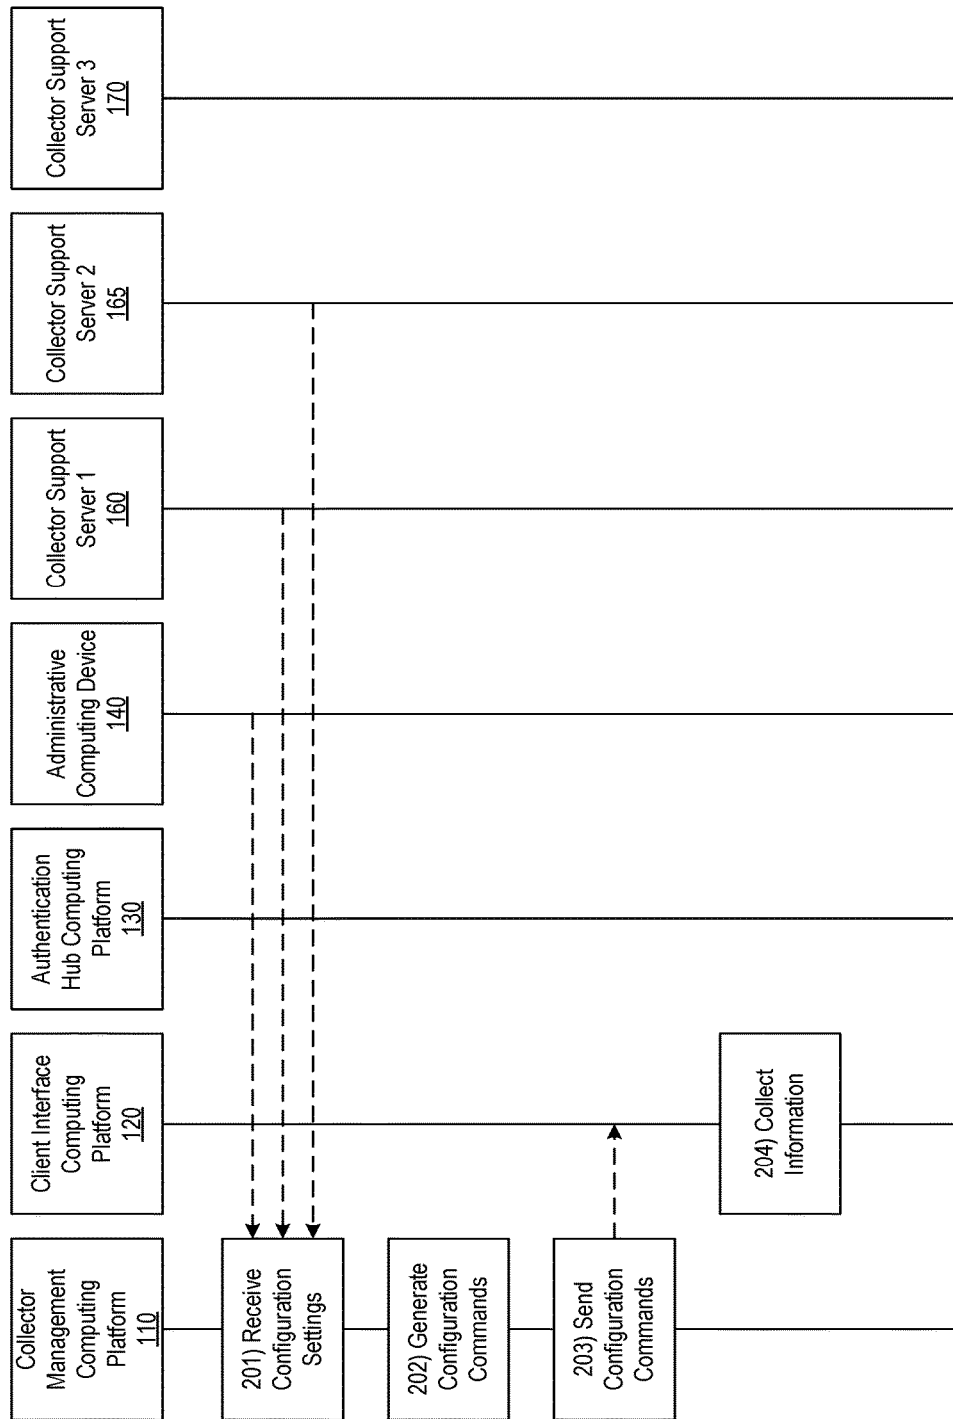 Collector
Management
Computing
Platform
110
Client Interface
Computing
Platform
120
Authentication
Hub Computing
Platform
130
Administrative
Computing Device
140
Collector Support
Server 1
160
Collector Support
Server 2
165
Collector Support
Server 3
170
201) Receive
Configuration
Settings
202) Generate
Configuration
Commands
203) Send
Configuration
Commands
204) Collect
Information